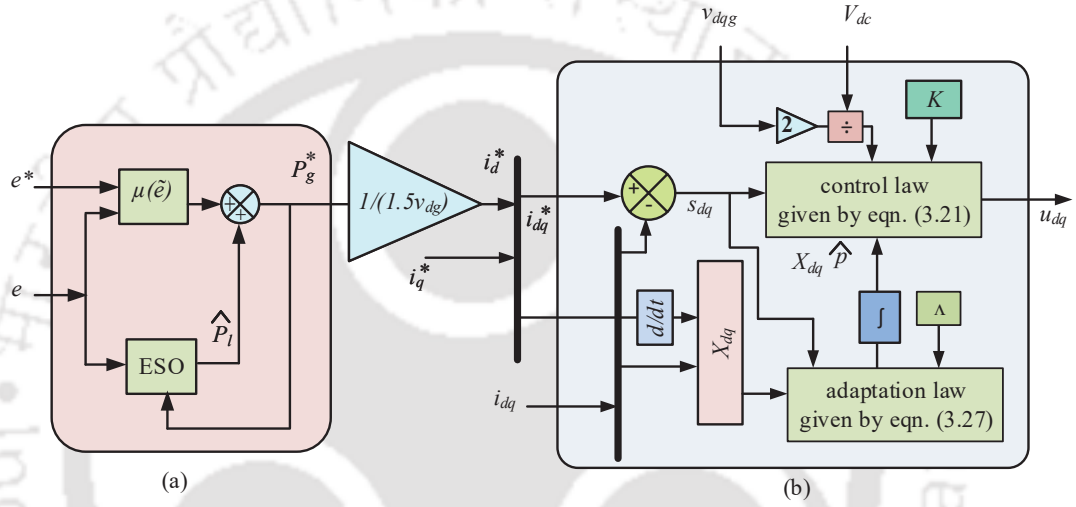 v_dqg
V_dc
2
÷
K
e*
μ(ẽ)
+
+
P_g^*
1/(1.5v_dg)
i_d^*
i_dq^*
i_q^*
+
-
s_dq
control law
given by eqn. (3.21)
u_dq
X_dq p̂
e
P̂_l
ESO
d/dt
X_dq
∫
Λ
i_dq
adaptation law
given by eqn. (3.27)
(a)
(b)